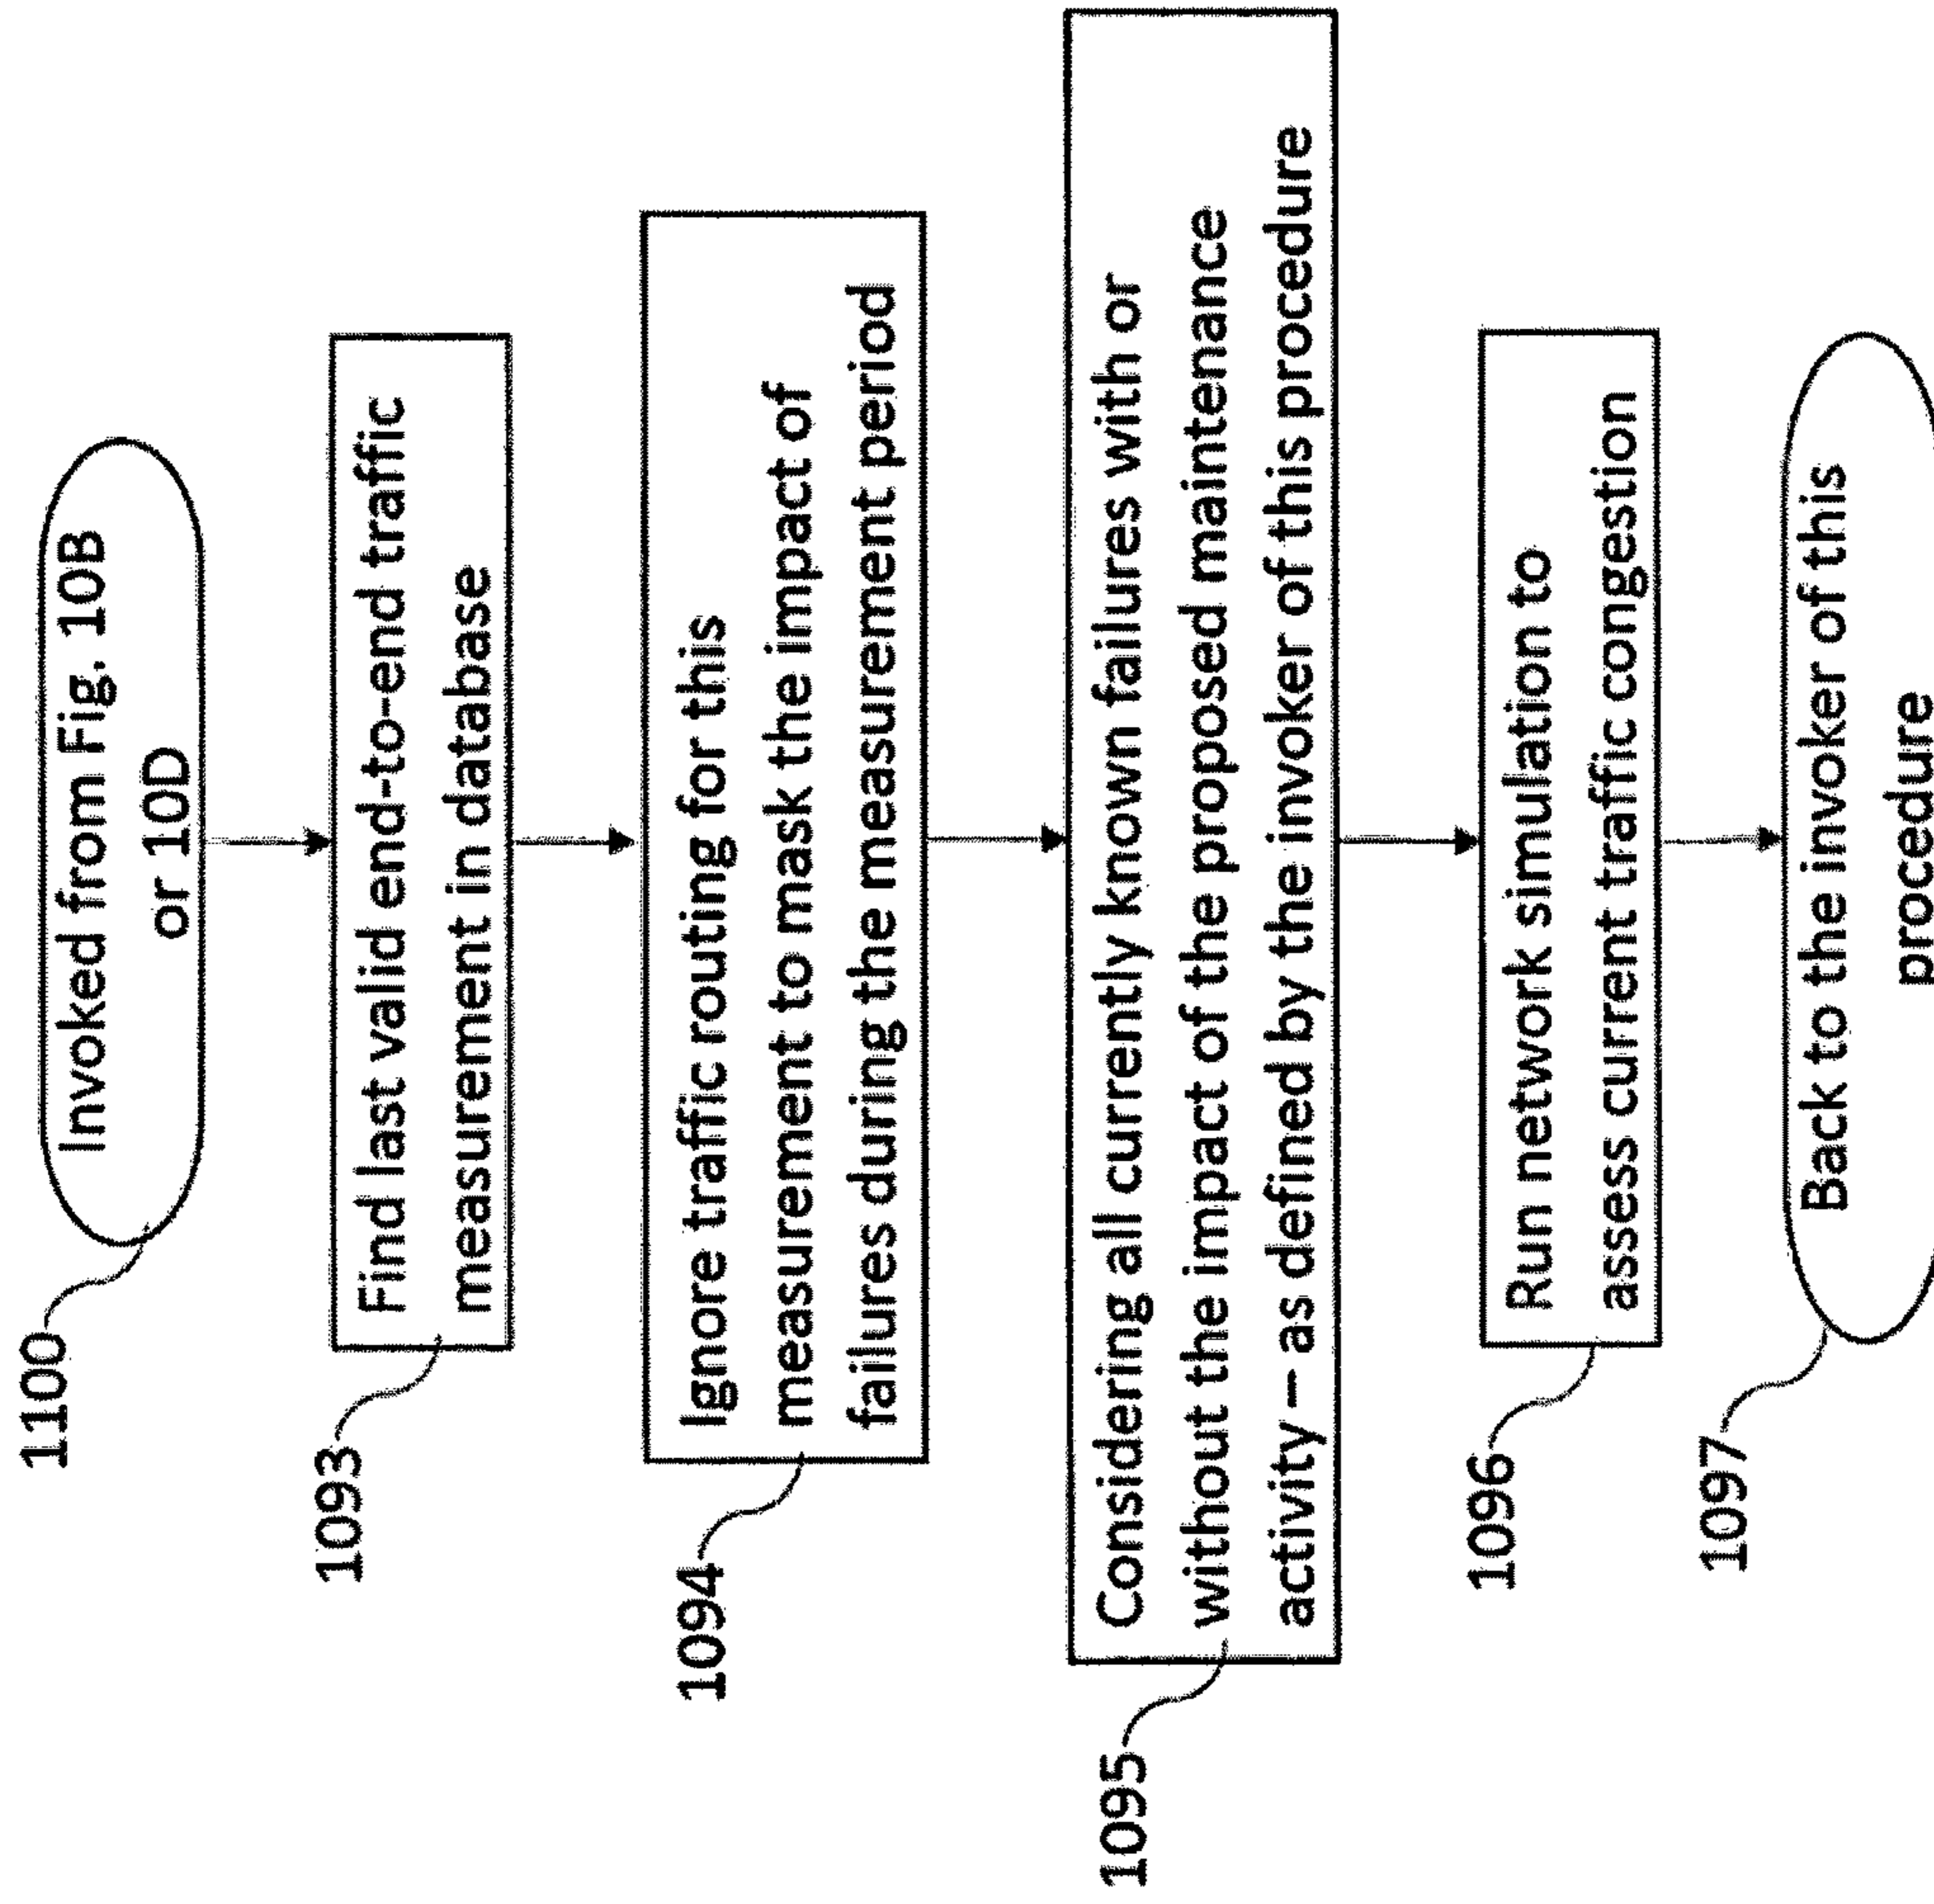 1100
Invoked from Fig. 10B
or 10D
1093
Find last valid end-to-end traffic
measurement in database
1094
Ignore traffic routing for this
measurement to mask the impact of
failures during the measurement period
1095
Considering all currently known failures with or
without the impact of the proposed maintenance
activity – as defined by the invoker of this procedure
1096
Run network simulation to
assess current traffic congestion
1097
Back to the invoker of this
procedure